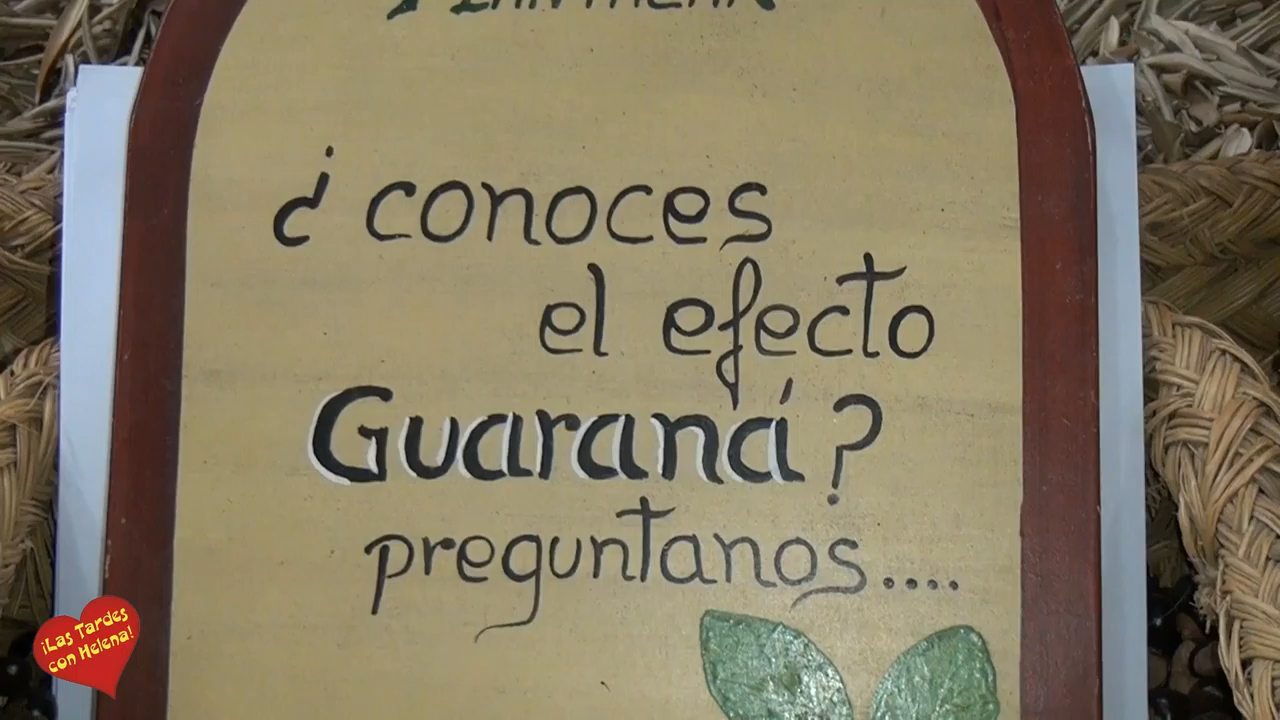 ¿conoces
el efecto
Guaraná?
preguntanos....
¡Las Tardes
con Helena!